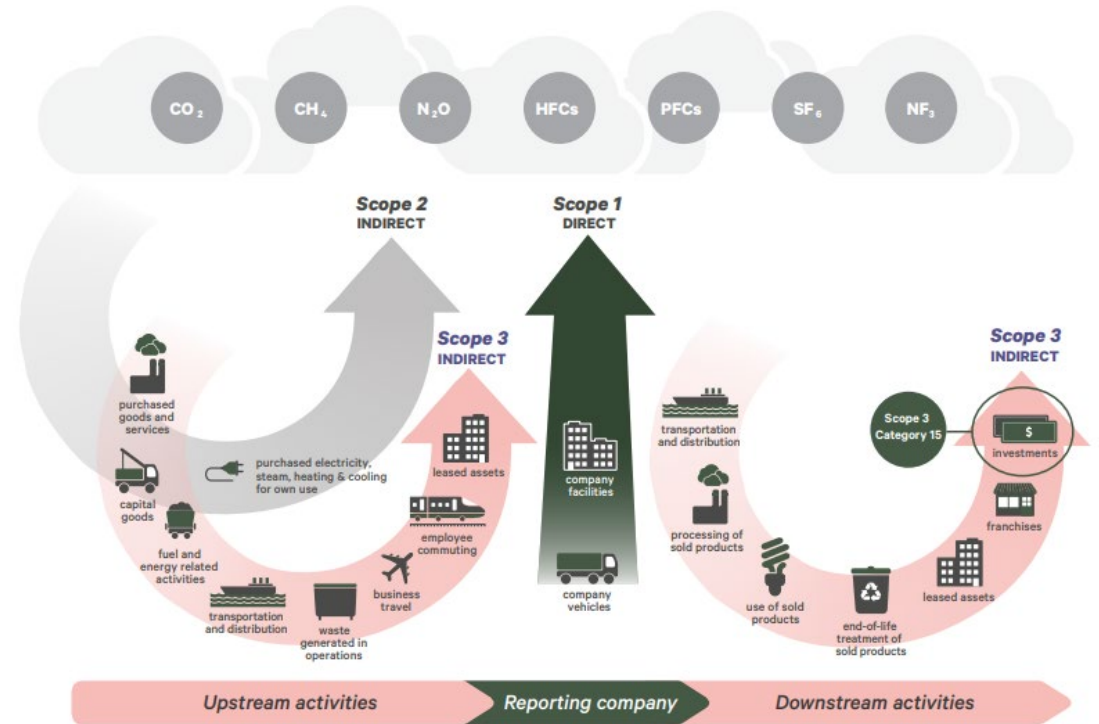 CO₂
CH₄
N₂O
HFCs
PFCs
SF₆
NF₃
Scope 2
INDIRECT
Scope 1
DIRECT
Scope 3
INDIRECT
Scope 3
INDIRECT
purchased
goods and
services
capital
goods
fuel and
energy related
activities
purchased electricity,
steam, heating & cooling
for own use
transportation
and distribution
waste
generated in
operations
business
travel
employee
commuting
leased assets
company
facilities
company
vehicles
transportation
and distribution
processing of
sold products
use of sold
products
end-of-life
treatment of
sold products
leased assets
franchises
$
investments
Scope 3
Category 15
Upstream activities
Reporting company
Downstream activities